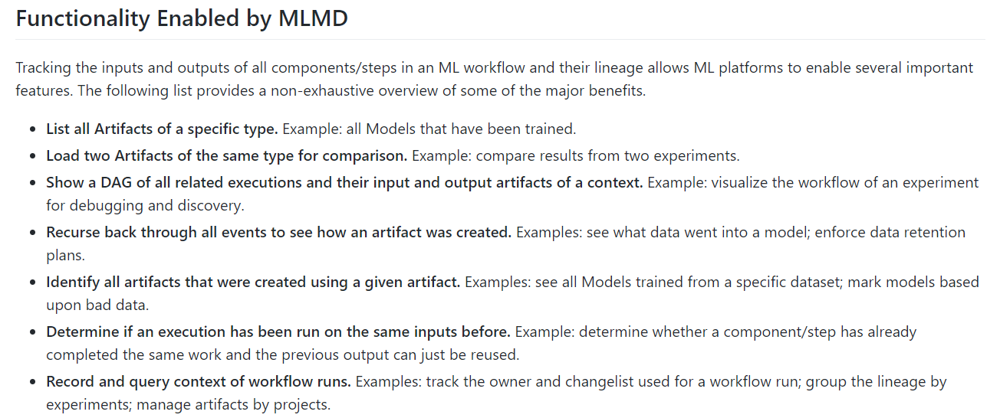 Functionality Enabled by MLMD
Tracking the inputs and outputs of all components/steps in an ML workflow and their lineage allows ML platforms to enable several important
features. The following list provides a non-exhaustive overview of some of the major benefits.
• List all Artifacts of a specific type. Example: all Models that have been trained.
• Load two Artifacts of the same type for comparison. Example: compare results from two experiments.
• Show a DAG of all related executions and their input and output artifacts of a context. Example: visualize the workflow of an experiment
for debugging and discovery.
• Recurse back through all events to see how an artifact was created. Examples: see what data went into a model; enforce data retention
plans.
• Identify all artifacts that were created using a given artifact. Examples: see all Models trained from a specific dataset; mark models based
upon bad data.
• Determine if an execution has been run on the same inputs before. Example: determine whether a component/step has already
completed the same work and the previous output can just be reused.
• Record and query context of workflow runs. Examples: track the owner and changelist used for a workflow run; group the lineage by
experiments; manage artifacts by projects.